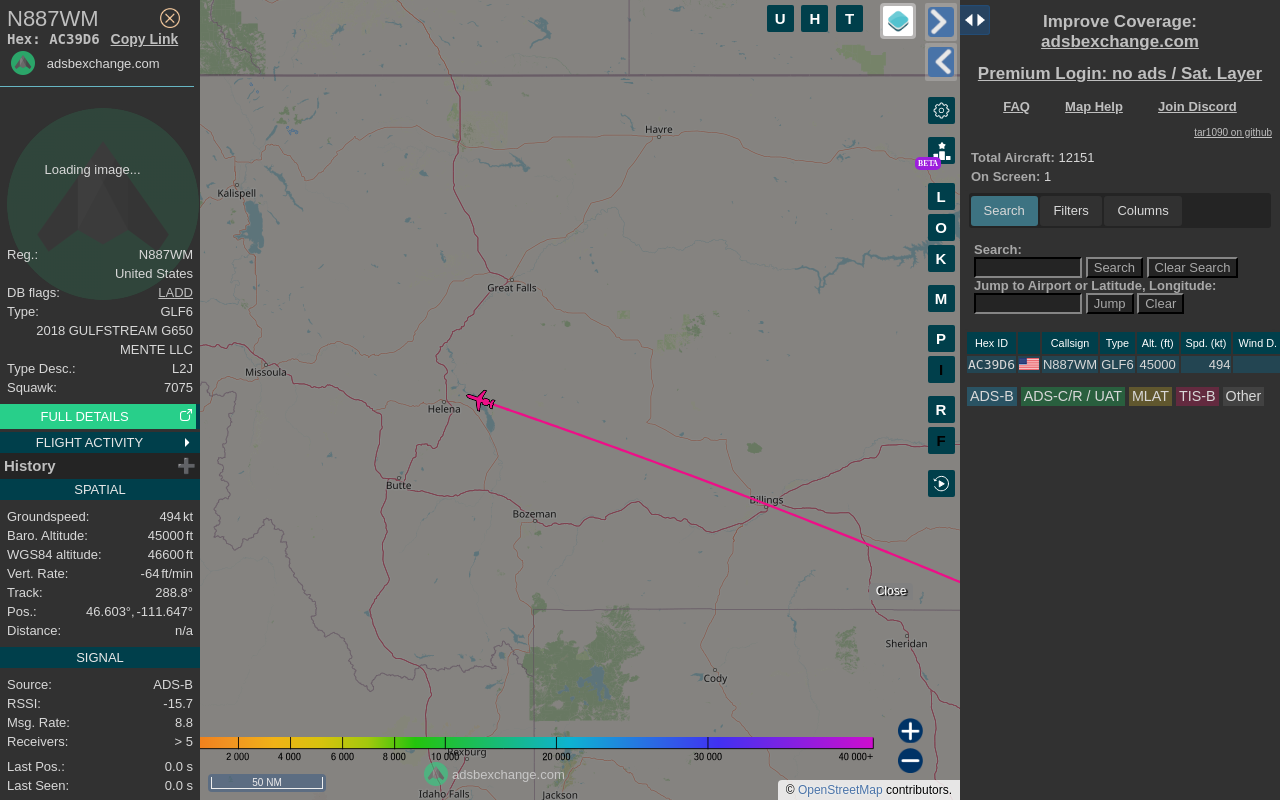 N887WM
Hex: AC39D6 Copy Link
adsbexchange.com
Loading image...
Reg.: N887WM
United States
DB flags: LADD
Type: GLF6
2018 GULFSTREAM G650
MENTE LLC
Type Desc.: L2J
Squawk: 7075
FULL DETAILS
FLIGHT ACTIVITY
History
SPATIAL
Groundspeed: 494 kt
Baro. Altitude: 45000 ft
WGS84 altitude: 46600 ft
Vert. Rate: -64 ft/min
Track: 288.8°
Pos.: 46.603°, -111.647°
Distance: n/a
SIGNAL
Source: ADS-B
RSSI: -15.7
Msg. Rate: 8.8
Receivers: > 5
Last Pos.: 0.0 s
Last Seen: 0.0 s
U H T
BETA
L
O
K
M
P
I
R
F
Havre
Kalispell
Great Falls
Missoula
Helena
Butte
Billings
Bozeman
Close
Sheridan
Cody
Rexburg
2 000 4 000 6 000 8 000 10 000 20 000 30 000 40 000+
adsbexchange.com
50 NM
Idaho Falls
Jackson
© OpenStreetMap contributors.
Improve Coverage:
adsbexchange.com
Premium Login: no ads / Sat. Layer
FAQ Map Help Join Discord
tar1090 on github
Total Aircraft: 12151
On Screen: 1
Search Filters Columns
Search:
Search Clear Search
Jump to Airport or Latitude, Longitude:
Jump Clear
Hex ID Callsign Type Alt. (ft) Spd. (kt) Wind D.
AC39D6 N887WM GLF6 45000 494
ADS-B ADS-C/R / UAT MLAT TIS-B Other